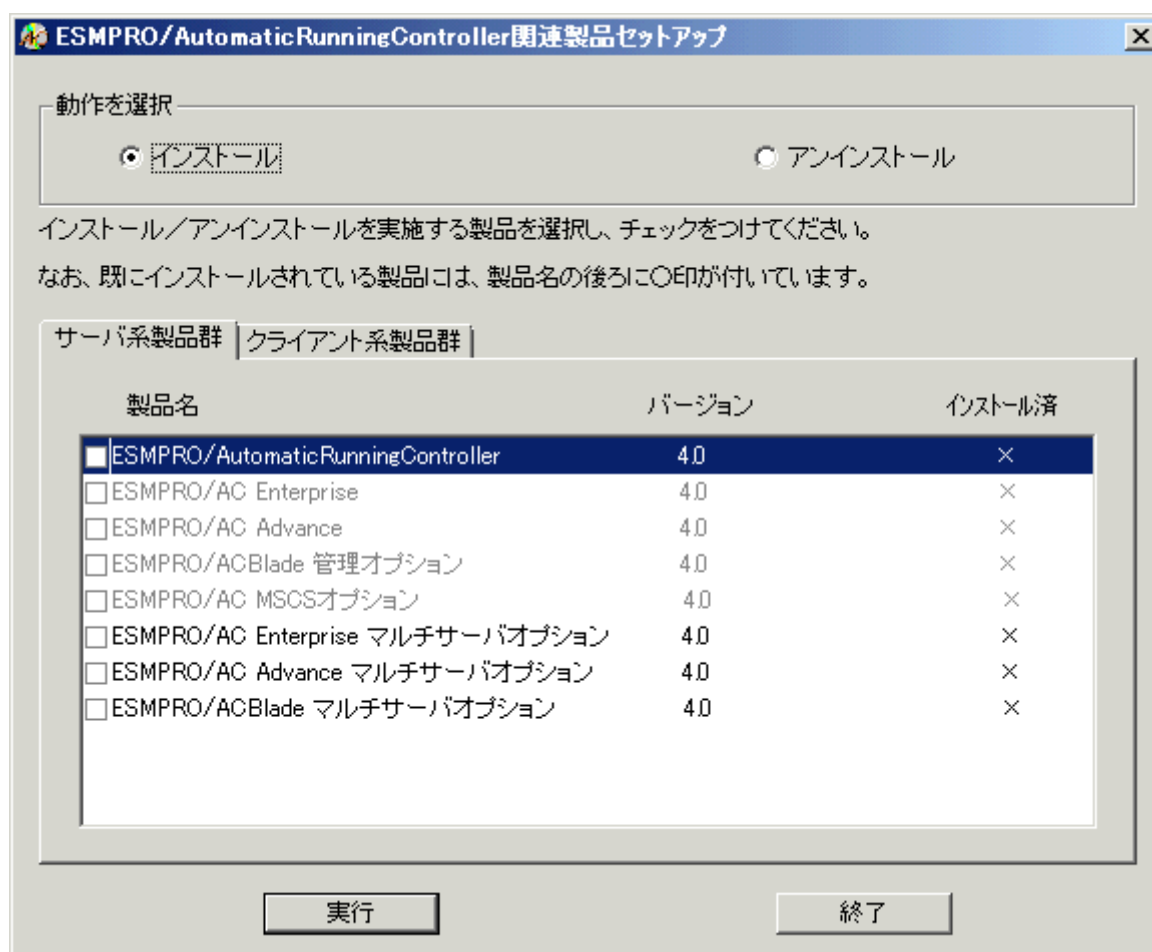 ESMPRO/AutomaticRunningController関連製品セットアップ
動作を選択
インストール アンインストール
インストール／アンインストールを実施する製品を選択し、チェックをつけてください。
なお、既にインストールされている製品には、製品名の後ろに○印が付いています。
サーバ系製品群 クライアント系製品群
製品名 バージョン インストール済
ESMPRO/AutomaticRunningController 4.0 ×
ESMPRO/AC Enterprise 4.0 ×
ESMPRO/AC Advance 4.0 ×
ESMPRO/ACBlade 管理オプション 4.0 ×
ESMPRO/AC MSCSオプション 4.0 ×
ESMPRO/AC Enterprise マルチサーバオプション 4.0 ×
ESMPRO/AC Advance マルチサーバオプション 4.0 ×
ESMPRO/ACBlade マルチサーバオプション 4.0 ×
実行 終了